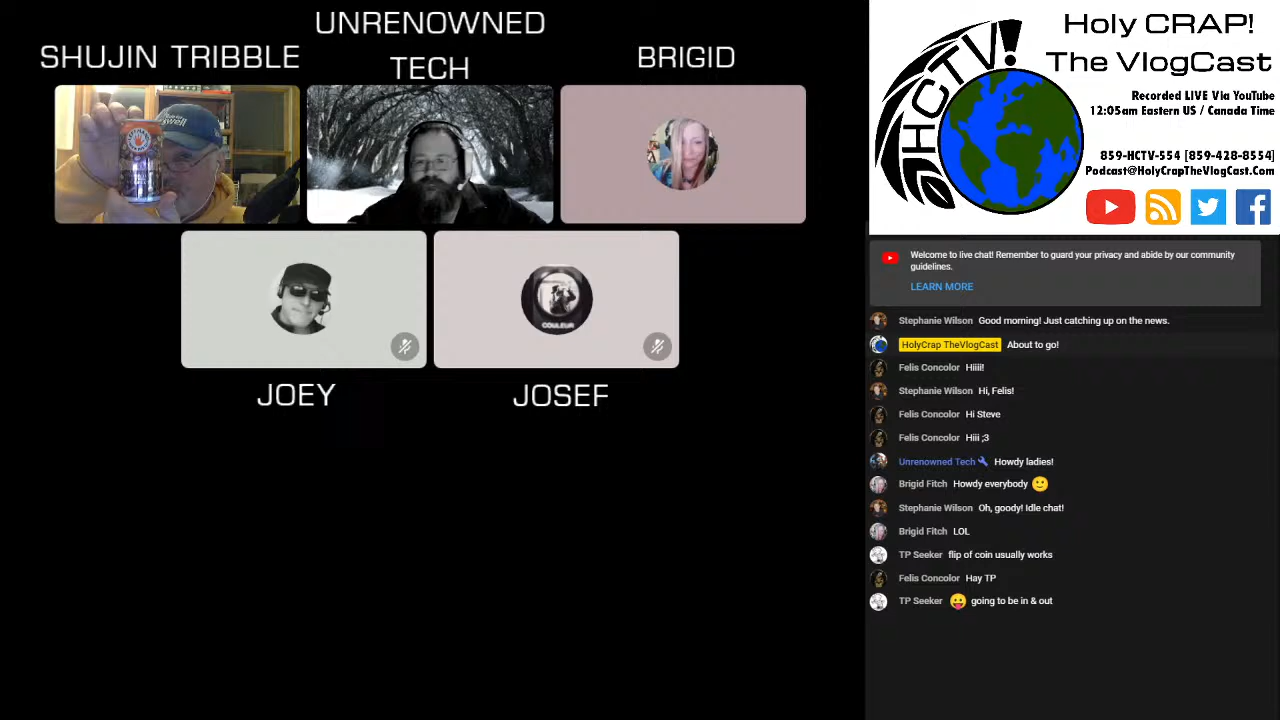 SHUJIN TRIBBLE
UNRENOWNED
TECH
BRIGID
JOEY
JOSEF
COULEUR
HCTV!
Holy CRAP!
The VlogCast
Recorded LIVE Via YouTube
12:05am Eastern US / Canada Time
859-HCTV-554 [859-428-8554]
Podcast@HolyCrapTheVlogCast.Com
Welcome to live chat! Remember to guard your privacy and abide by our community
guidelines.
LEARN MORE
Stephanie Wilson Good morning! Just catching up on the news.
HolyCrap TheVlogCast About to go!
Felis Concolor Hiiii!
Stephanie Wilson Hi, Felis!
Felis Concolor Hi Steve
Felis Concolor Hiii ;3
Unrenowned Tech Howdy ladies!
Brigid Fitch Howdy everybody 🙂
Stephanie Wilson Oh, goody! Idle chat!
Brigid Fitch LOL
TP Seeker flip of coin usually works
Felis Concolor Hay TP
TP Seeker 😛 going to be in & out